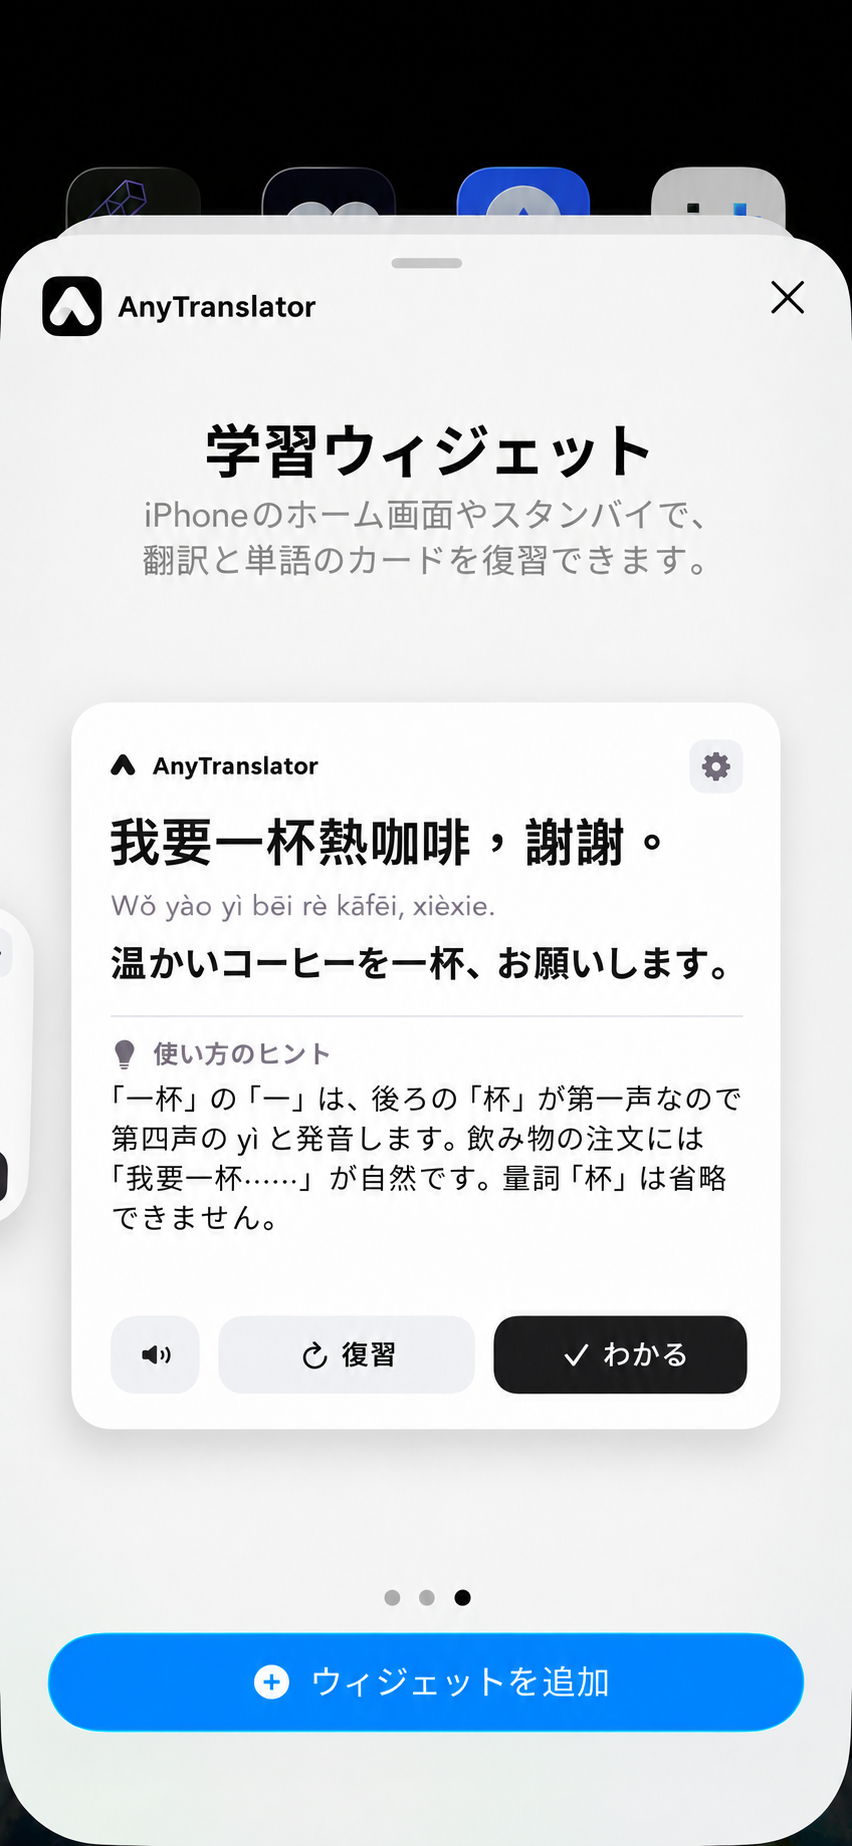 AnyTranslator
学習ウィジェット
iPhoneのホーム画面やスタンバイで、
翻訳と単語のカードを復習できます。
AnyTranslator
我要一杯熱咖啡，謝謝。
Wǒ yào yì bēi rè kāfēi, xièxie.
温かいコーヒーを一杯、お願いします。
使い方のヒント
「一杯」の「一」は、後ろの「杯」が第一声なので
第四声の yì と発音します。飲み物の注文には
「我要一杯……」が自然です。量詞「杯」は省略
できません。
復習
わかる
ウィジェットを追加